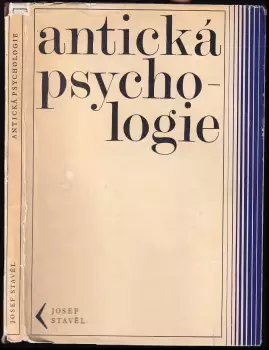 JOSEF STAVĚL
ANTICKÁ PSYCHOLOGIE
antická
psycho-
logie
JOSEF
STAVĚL